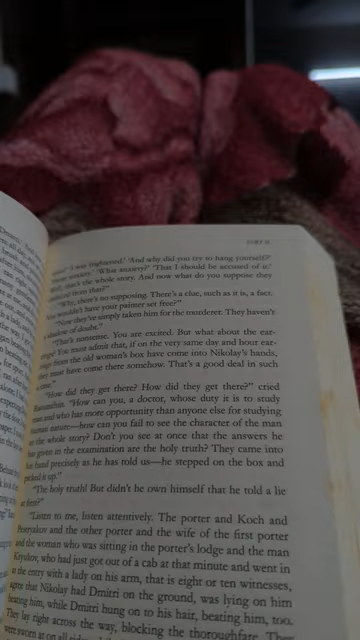 PART II
was frightened.' 'And why did you try to hang yourself?'
'What anxiety?' 'That I should be accused of it.'
that's the whole story. And now what do you suppose they
deduced from that?"
"Why, there's no supposing. There's a clue, such as it is, a fact.
You wouldn't have your painter set free?"
"Now they've simply taken him for the murderer. They haven't
a shadow of doubt."
"That's nonsense. You are excited. But what about the ear-
rings? You must admit that, if on the very same day and hour ear-
rings from the old woman's box have come into Nikolay's hands,
they must have come there somehow. That's a good deal in such
"How did they get there? How did they get there?" cried
Razumihin. "How can you, a doctor, whose duty it is to study
man and who has more opportunity than anyone else for studying
human nature—how can you fail to see the character of the man
in the whole story? Don't you see at once that the answers he
has given in the examination are the holy truth? They came into
his hand precisely as he has told us—he stepped on the box and
picked it up."
"The holy truth! But didn't he own himself that he told a lie
at first?"
"Listen to me, listen attentively. The porter and Koch and
Pestryakov and the other porter and the wife of the first porter
and the woman who was sitting in the porter's lodge and the man
Kryukov, who had just got out of a cab at that minute and went in
at the entry with a lady on his arm, that is eight or ten witnesses,
agree that Nikolay had Dmitri on the ground, was lying on him
beating him, while Dmitri hung on to his hair, beating him, too.
They lay right across the way, blocking the thoroughfare. They
were sworn at on all sides